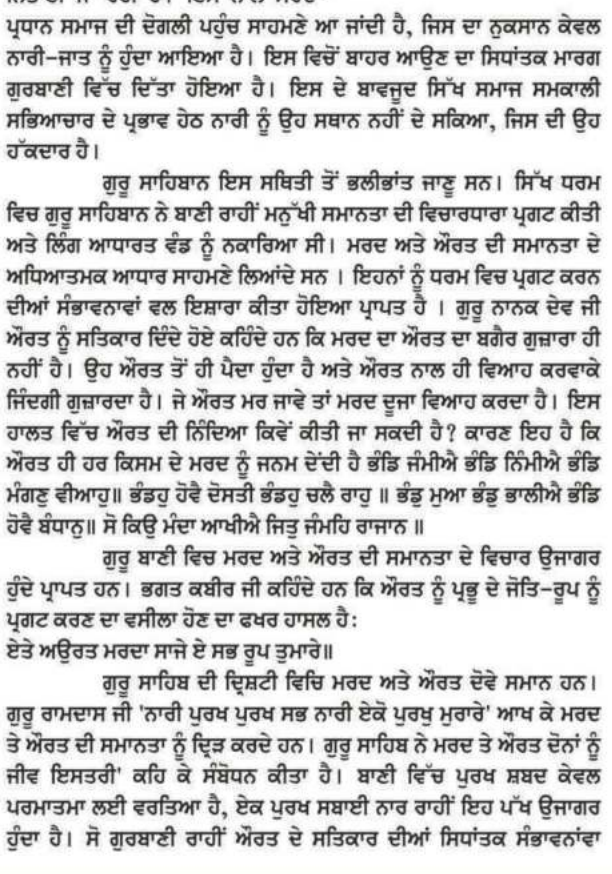 ਪ੍ਰਧਾਨ ਸਮਾਜ ਦੀ ਦੋਗਲੀ ਪਹੁੰਚ ਸਾਹਮਣੇ ਆ ਜਾਂਦੀ ਹੈ, ਜਿਸ ਦਾ ਨੁਕਸਾਨ ਕੇਵਲ
ਨਾਰੀ-ਜਾਤ ਨੂੰ ਹੁੰਦਾ ਆਇਆ ਹੈ। ਇਸ ਵਿਚੋਂ ਬਾਹਰ ਆਉਣ ਦਾ ਸਿਧਾਂਤਕ ਮਾਰਗ
ਗੁਰਬਾਣੀ ਵਿੱਚ ਦਿੱਤਾ ਹੋਇਆ ਹੈ। ਇਸ ਦੇ ਬਾਵਜੂਦ ਸਿੱਖ ਸਮਾਜ ਸਮਕਾਲੀ
ਸਭਿਆਚਾਰ ਦੇ ਪ੍ਰਭਾਵ ਹੇਠ ਨਾਰੀ ਨੂੰ ਉਹ ਸਥਾਨ ਨਹੀਂ ਦੇ ਸਕਿਆ, ਜਿਸ ਦੀ ਉਹ
ਹੱਕਦਾਰ ਹੈ।
ਗੁਰੂ ਸਾਹਿਬਾਨ ਇਸ ਸਥਿਤੀ ਤੋਂ ਭਲੀਭਾਂਤ ਜਾਣੂ ਸਨ। ਸਿੱਖ ਧਰਮ
ਵਿਚ ਗੁਰੂ ਸਾਹਿਬਾਨ ਨੇ ਬਾਣੀ ਰਾਹੀਂ ਮਨੁੱਖੀ ਸਮਾਨਤਾ ਦੀ ਵਿਚਾਰਧਾਰਾ ਪ੍ਰਗਟ ਕੀਤੀ
ਅਤੇ ਲਿੰਗ ਆਧਾਰਤ ਵੰਡ ਨੂੰ ਨਕਾਰਿਆ ਸੀ। ਮਰਦ ਅਤੇ ਔਰਤ ਦੀ ਸਮਾਨਤਾ ਦੇ
ਅਧਿਆਤਮਕ ਆਧਾਰ ਸਾਹਮਣੇ ਲਿਆਂਦੇ ਸਨ । ਇਹਨਾਂ ਨੂੰ ਧਰਮ ਵਿਚ ਪ੍ਰਗਟ ਕਰਨ
ਦੀਆਂ ਸੰਭਾਵਨਾਵਾਂ ਵਲ ਇਸ਼ਾਰਾ ਕੀਤਾ ਹੋਇਆ ਪ੍ਰਾਪਤ ਹੈ । ਗੁਰੂ ਨਾਨਕ ਦੇਵ ਜੀ
ਔਰਤ ਨੂੰ ਸਤਿਕਾਰ ਦਿੰਦੇ ਹੋਏ ਕਹਿੰਦੇ ਹਨ ਕਿ ਮਰਦ ਦਾ ਔਰਤ ਦਾ ਬਗੈਰ ਗੁਜ਼ਾਰਾ ਹੀ
ਨਹੀਂ ਹੈ। ਉਹ ਔਰਤ ਤੋਂ ਹੀ ਪੈਦਾ ਹੁੰਦਾ ਹੈ ਅਤੇ ਔਰਤ ਨਾਲ ਹੀ ਵਿਆਹ ਕਰਵਾਕੇ
ਜਿੰਦਗੀ ਗੁਜ਼ਾਰਦਾ ਹੈ। ਜੇ ਔਰਤ ਮਰ ਜਾਵੇ ਤਾਂ ਮਰਦ ਦੂਜਾ ਵਿਆਹ ਕਰਦਾ ਹੈ। ਇਸ
ਹਾਲਤ ਵਿੱਚ ਔਰਤ ਦੀ ਨਿੰਦਿਆ ਕਿਵੇਂ ਕੀਤੀ ਜਾ ਸਕਦੀ ਹੈ? ਕਾਰਣ ਇਹ ਹੈ ਕਿ
ਔਰਤ ਹੀ ਹਰ ਕਿਸਮ ਦੇ ਮਰਦ ਨੂੰ ਜਨਮ ਦੇਂਦੀ ਹੈ ਭੰਡਿ ਜੰਮੀਐ ਭੰਡਿ ਨਿੰਮੀਐ ਭੰਡਿ
ਮੰਗਣੁ ਵੀਆਹੁ॥ ਭੰਡਹੁ ਹੋਵੈ ਦੋਸਤੀ ਭੰਡਹੁ ਚਲੈ ਰਾਹੁ ॥ ਭੰਡੁ ਮੁਆ ਭੰਡੁ ਭਾਲੀਐ ਭੰਡਿ
ਹੋਵੈ ਬੰਧਾਨੁ॥ ਸੋ ਕਿਉ ਮੰਦਾ ਆਖੀਐ ਜਿਤੁ ਜੰਮਹਿ ਰਾਜਾਨ ॥
ਗੁਰੂ ਬਾਣੀ ਵਿਚ ਮਰਦ ਅਤੇ ਔਰਤ ਦੀ ਸਮਾਨਤਾ ਦੇ ਵਿਚਾਰ ਉਜਾਗਰ
ਹੁੰਦੇ ਪ੍ਰਾਪਤ ਹਨ। ਭਗਤ ਕਬੀਰ ਜੀ ਕਹਿੰਦੇ ਹਨ ਕਿ ਔਰਤ ਨੂੰ ਪ੍ਰਭੂ ਦੇ ਜੋਤਿ-ਰੂਪ ਨੂੰ
ਪ੍ਰਗਟ ਕਰਣ ਦਾ ਵਸੀਲਾ ਹੋਣ ਦਾ ਫਖਰ ਹਾਸਲ ਹੈ:
ਏਤੇ ਅਉਰਤ ਮਰਦਾ ਸਾਜੇ ਏ ਸਭ ਰੂਪ ਤੁਮਾਰੇ॥
ਗੁਰੂ ਸਾਹਿਬ ਦੀ ਦ੍ਰਿਸ਼ਟੀ ਵਿਚਿ ਮਰਦ ਅਤੇ ਔਰਤ ਦੋਵੇ ਸਮਾਨ ਹਨ।
ਗੁਰੂ ਰਾਮਦਾਸ ਜੀ 'ਨਾਰੀ ਪੁਰਖ ਪੁਰਖ ਸਭ ਨਾਰੀ ਏਕੋ ਪੁਰਖੁ ਮੁਰਾਰੇ' ਆਖ ਕੇ ਮਰਦ
ਤੇ ਔਰਤ ਦੀ ਸਮਾਨਤਾ ਨੂੰ ਦ੍ਰਿੜ ਕਰਦੇ ਹਨ। ਗੁਰੂ ਸਾਹਿਬ ਨੇ ਮਰਦ ਤੇ ਔਰਤ ਦੋਨਾਂ ਨੂੰ
ਜੀਵ ਇਸਤਰੀ' ਕਹਿ ਕੇ ਸੰਬੋਧਨ ਕੀਤਾ ਹੈ। ਬਾਣੀ ਵਿੱਚ ਪੁਰਖ ਸ਼ਬਦ ਕੇਵਲ
ਪਰਮਾਤਮਾ ਲਈ ਵਰਤਿਆ ਹੈ, ਏਕ ਪੁਰਖ ਸਬਾਈ ਨਾਰ ਰਾਹੀਂ ਇਹ ਪੱਖ ਉਜਾਗਰ
ਹੁੰਦਾ ਹੈ। ਸੋ ਗੁਰਬਾਣੀ ਰਾਹੀਂ ਔਰਤ ਦੇ ਸਤਿਕਾਰ ਦੀਆਂ ਸਿਧਾਂਤਕ ਸੰਭਾਵਨਾਂਵਾ